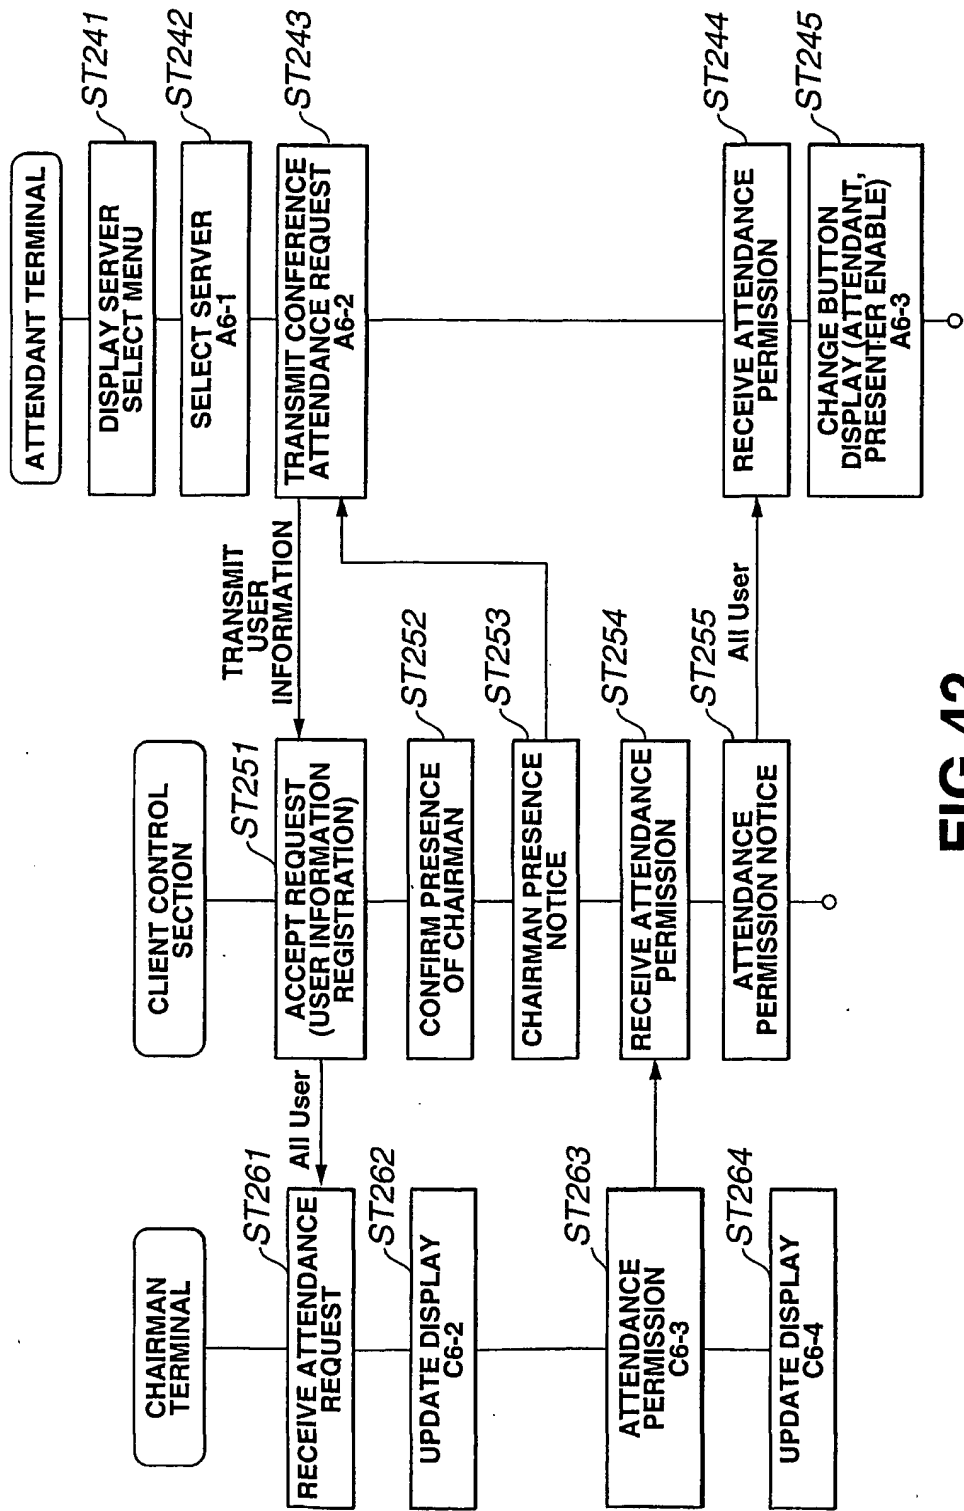 CHAIRMAN
TERMINAL
ST261
RECEIVE ATTENDANCE
REQUEST
ST262
UPDATE DISPLAY
C6-2
ST263
ATTENDANCE
PERMISSION
C6-3
ST264
UPDATE DISPLAY
C6-4
All User
CLIENT CONTROL
SECTION
ST251
ACCEPT REQUEST
(USER INFORMATION
REGISTRATION)
ST252
CONFIRM PRESENCE
OF CHAIRMAN
ST253
CHAIRMAN PRESENCE
NOTICE
ST254
RECEIVE ATTENDANCE
PERMISSION
ST255
ATTENDANCE
PERMISSION NOTICE
TRANSMIT
USER
INFORMATION
All User
ATTENDANT TERMINAL
ST241
DISPLAY SERVER
SELECT MENU
ST242
SELECT SERVER
A6-1
ST243
TRANSMIT CONFERENCE
ATTENDANCE REQUEST
A6-2
ST244
RECEIVE ATTENDANCE
PERMISSION
ST245
CHANGE BUTTON
DISPLAY (ATTENDANT,
PRESENTER ENABLE)
A6-3